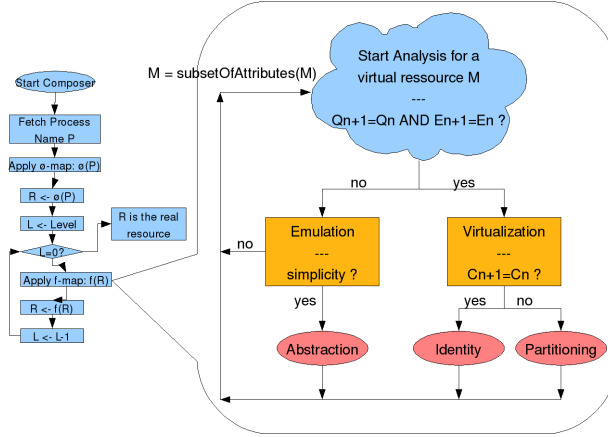 Start Composer
Fetch Process
Name P
Apply ø-map: ø(P)
R <- ø(P)
L <- Level
R is the real
resource
L=0?
Apply f-map: f(R)
R <- f(R)
L <- L-1
M = subsetOfAttributes(M)
Start Analysis for a
virtual ressource M
---
Qn+1=Qn AND En+1=En ?
no
yes
Emulation
---
simplicity ?
Virtualization
---
Cn+1=Cn ?
no
yes
yes
no
Abstraction
Identity
Partitioning